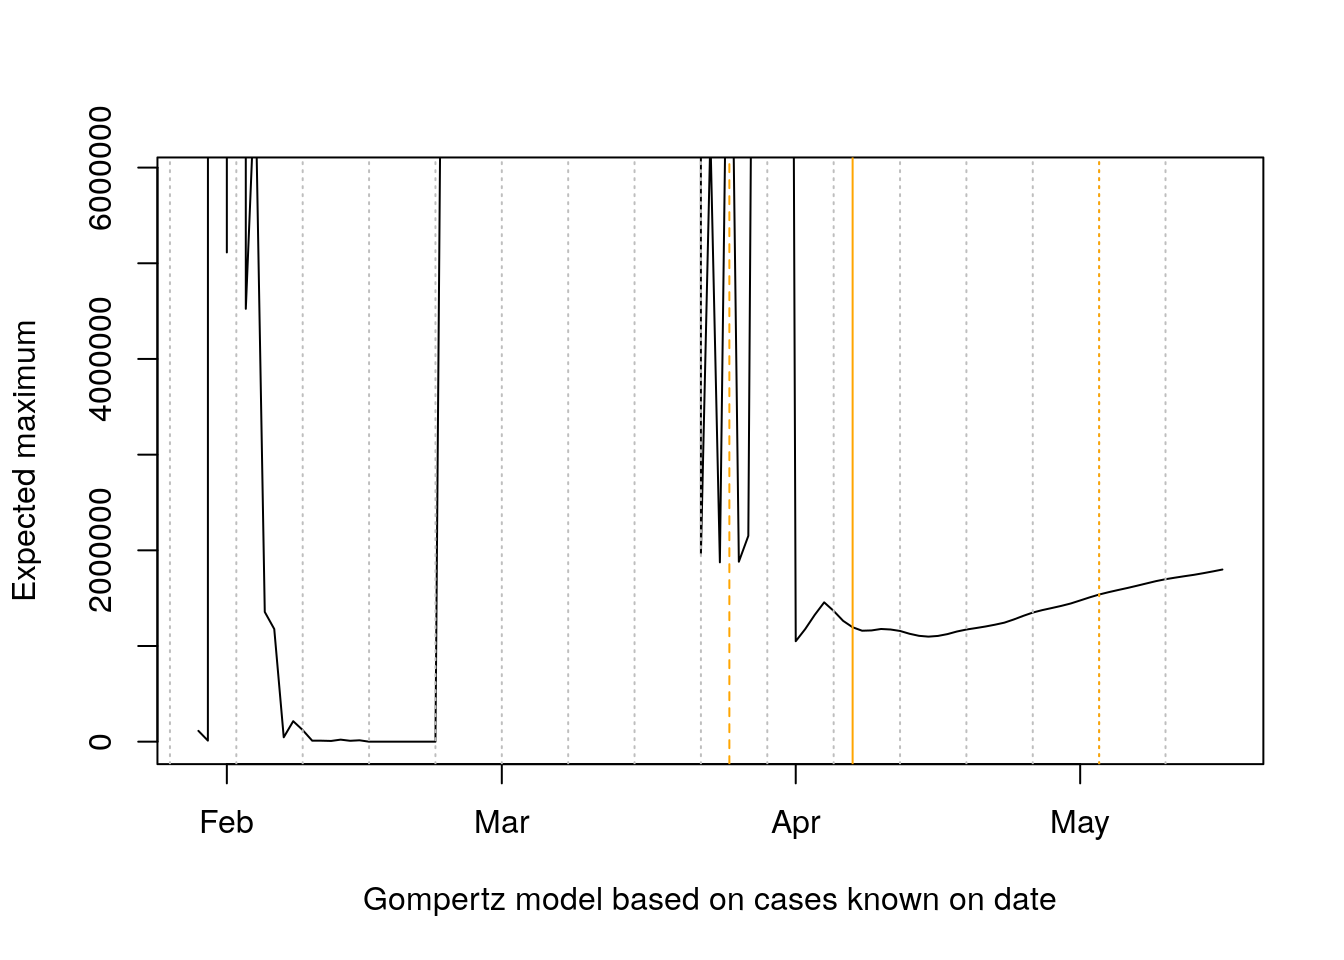 Expected maximum
6000000
4000000
2000000
0
Feb Mar Apr May
Gompertz model based on cases known on date